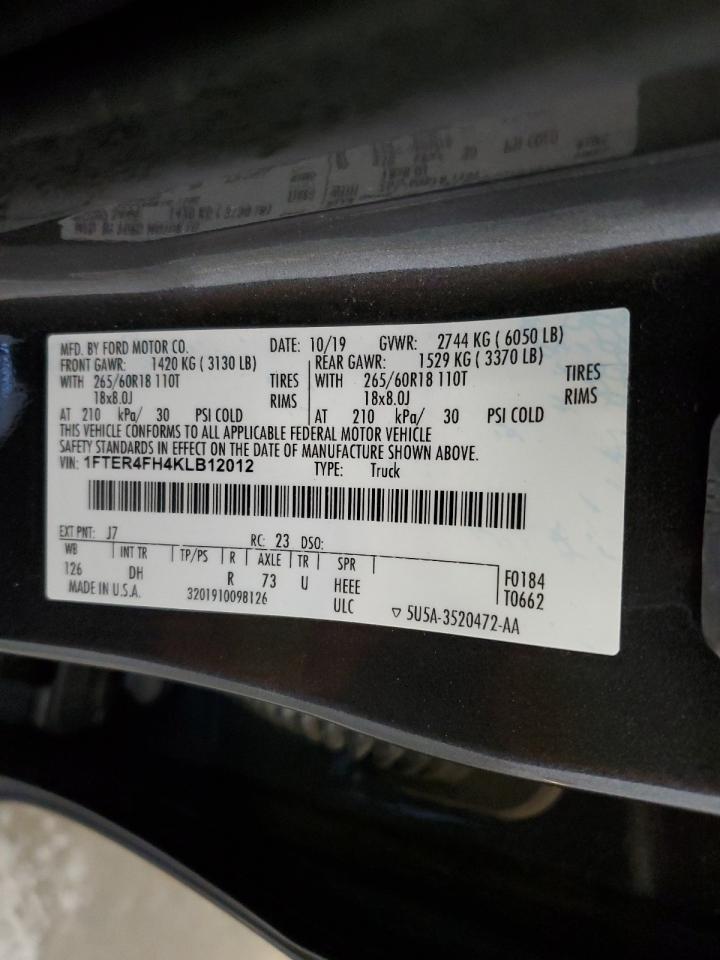 MFD. BY FORD MOTOR CO. DATE: 10/19 GVWR: 2744 KG ( 6050 LB)
FRONT GAWR: 1420 KG ( 3130 LB) REAR GAWR: 1529 KG ( 3370 LB)
WITH 265/60R18 110T TIRES WITH 265/60R18 110T TIRES
18x8.0J RIMS 18x8.0J RIMS
AT 210 kPa/ 30 PSI COLD AT 210 kPa/ 30 PSI COLD
THIS VEHICLE CONFORMS TO ALL APPLICABLE FEDERAL MOTOR VEHICLE
SAFETY STANDARDS IN EFFECT ON THE DATE OF MANUFACTURE SHOWN ABOVE.
VIN: 1FTER4FH4KLB12012 TYPE: Truck
EXT PNT: J7 RC: 23 DSO:
WB INT TR TP/PS R AXLE TR SPR
126 DH R 73 U HEEE F0184
MADE IN U.S.A. 3201910098126 ULC T0662
▽ 5U5A-3520472-AA